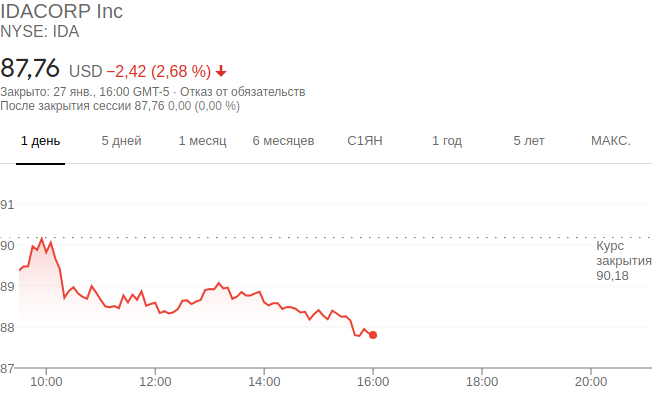 IDACORP Inc
NYSE: IDA
87,76 USD −2,42 (2,68 %)
Закрыто: 27 янв., 16:00 GMT-5 · Отказ от обязательств
После закрытия сессии 87,76 0,00 (0,00 %)
1 день 5 дней 1 месяц 6 месяцев С1ЯН 1 год 5 лет МАКС.
91
90
Курс
закрытия
90,18
89
88
87
10:00 12:00 14:00 16:00 18:00 20:00